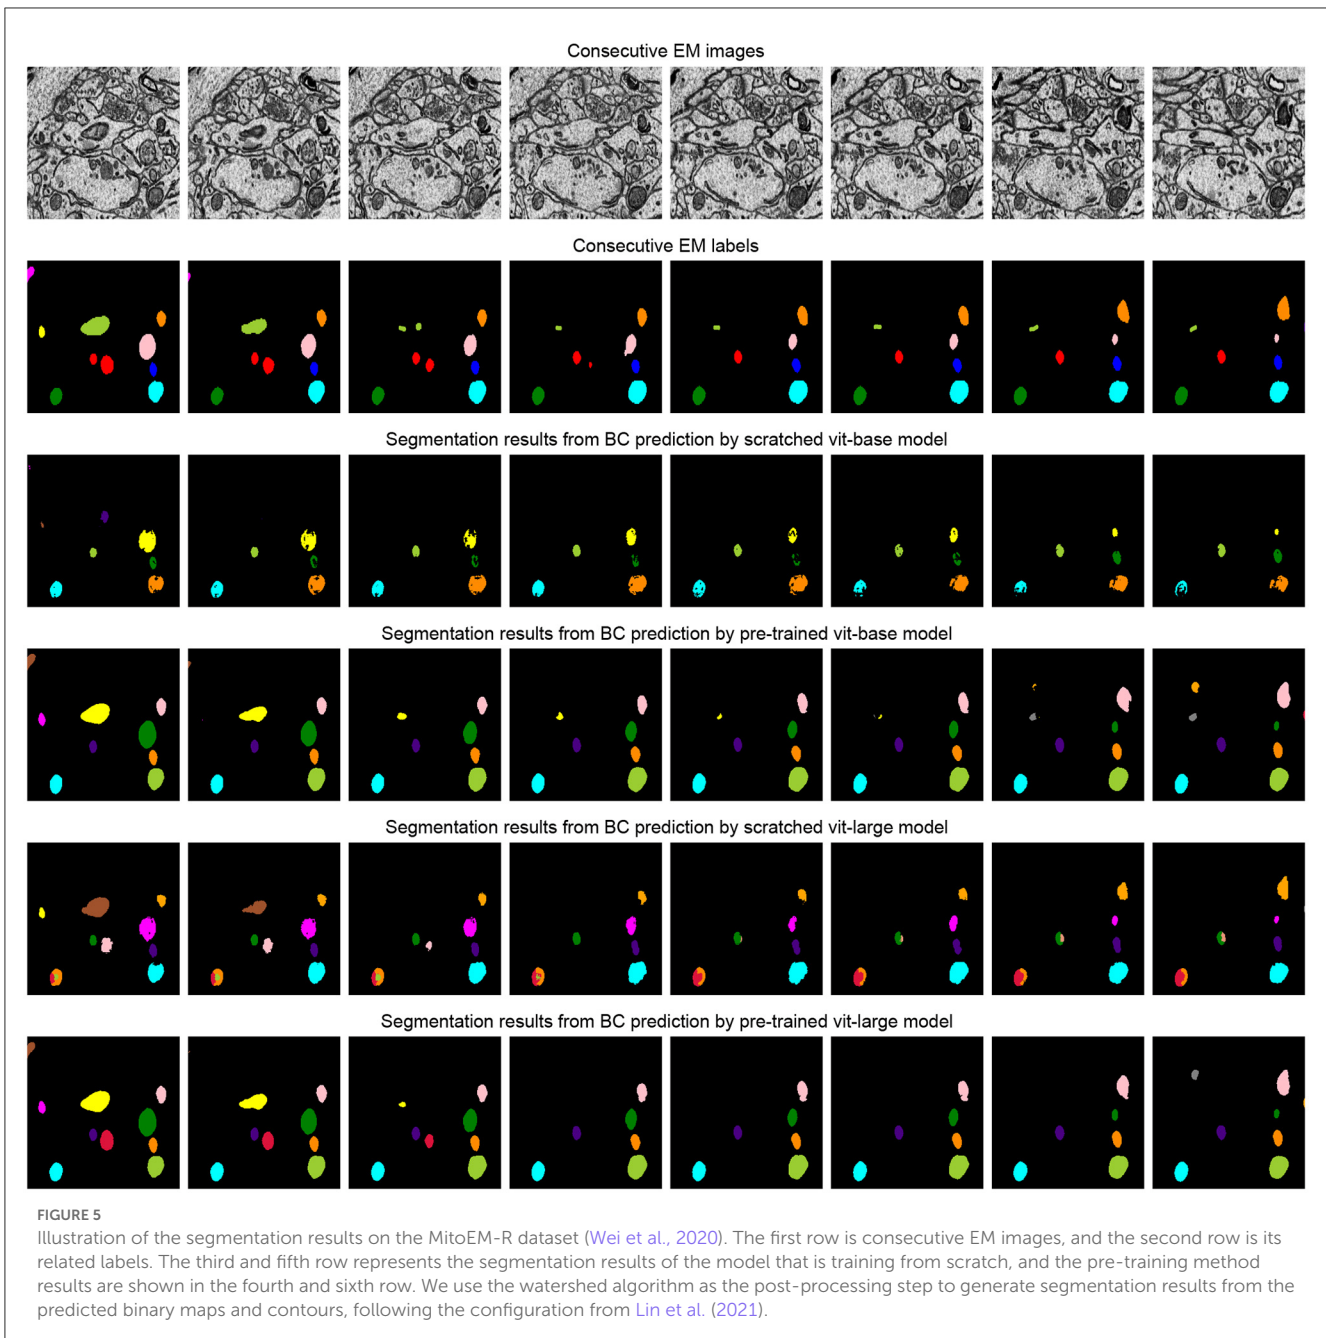 Consecutive EM images
Consecutive EM labels
Segmentation results from BC prediction by scratched vit-base model
Segmentation results from BC prediction by pre-trained vit-base model
Segmentation results from BC prediction by scratched vit-large model
Segmentation results from BC prediction by pre-trained vit-large model
FIGURE 5
Illustration of the segmentation results on the MitoEM-R dataset (Wei et al., 2020). The first row is consecutive EM images, and the second row is its
related labels. The third and fifth row represents the segmentation results of the model that is training from scratch, and the pre-training method
results are shown in the fourth and sixth row. We use the watershed algorithm as the post-processing step to generate segmentation results from the
predicted binary maps and contours, following the configuration from Lin et al. (2021).